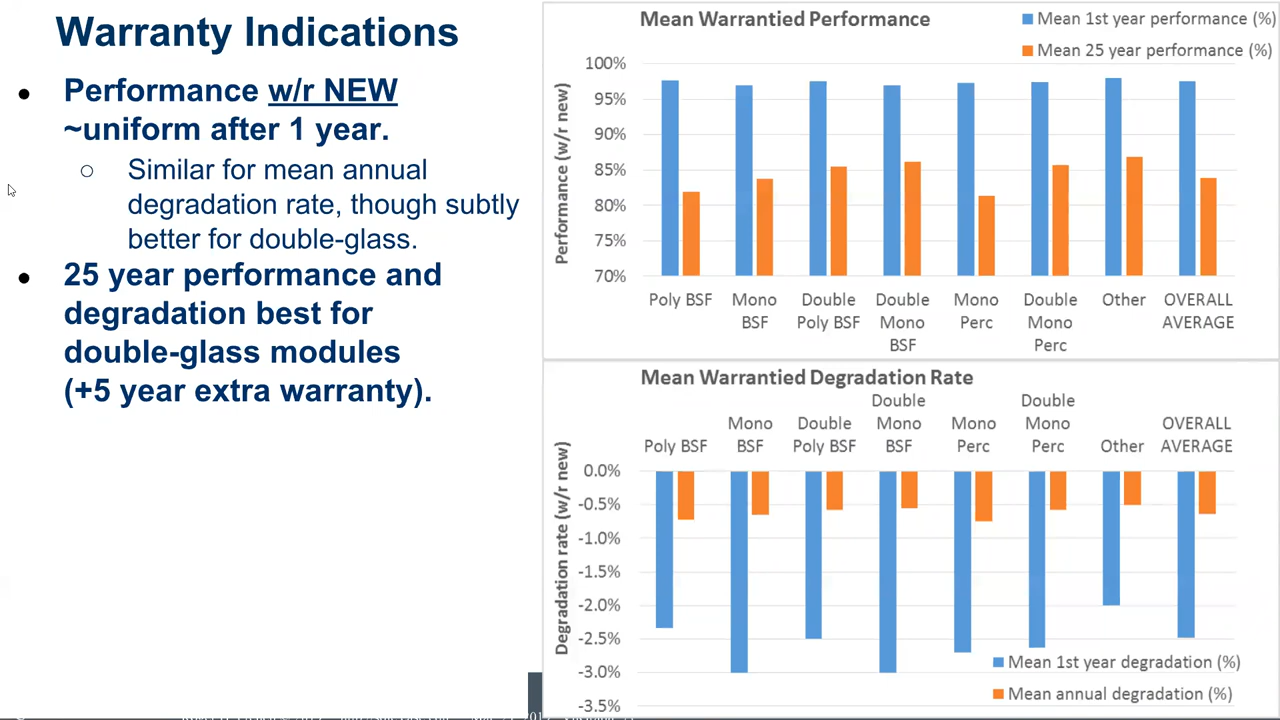 Warranty Indications
● Performance w/r NEW
~uniform after 1 year.
○ Similar for mean annual
degradation rate, though subtly
better for double-glass.
● 25 year performance and
degradation best for
double-glass modules
(+5 year extra warranty).
Mean Warrantied Performance
Mean 1st year performance (%)
Mean 25 year performance (%)
Performance (w/r new)
100%
95%
90%
85%
80%
75%
70%
Poly BSF
Mono
BSF
Double
Poly BSF
Double
Mono
BSF
Mono
Perc
Double
Mono
Perc
Other
OVERALL
AVERAGE
Mean Warrantied Degradation Rate
Poly BSF
Mono
BSF
Double
Poly BSF
Double
Mono
BSF
Mono
Perc
Double
Mono
Perc
Other
OVERALL
AVERAGE
Degradation rate (w/r new)
0.0%
-0.5%
-1.0%
-1.5%
-2.0%
-2.5%
-3.0%
-3.5%
Mean 1st year degradation (%)
Mean annual degradation (%)